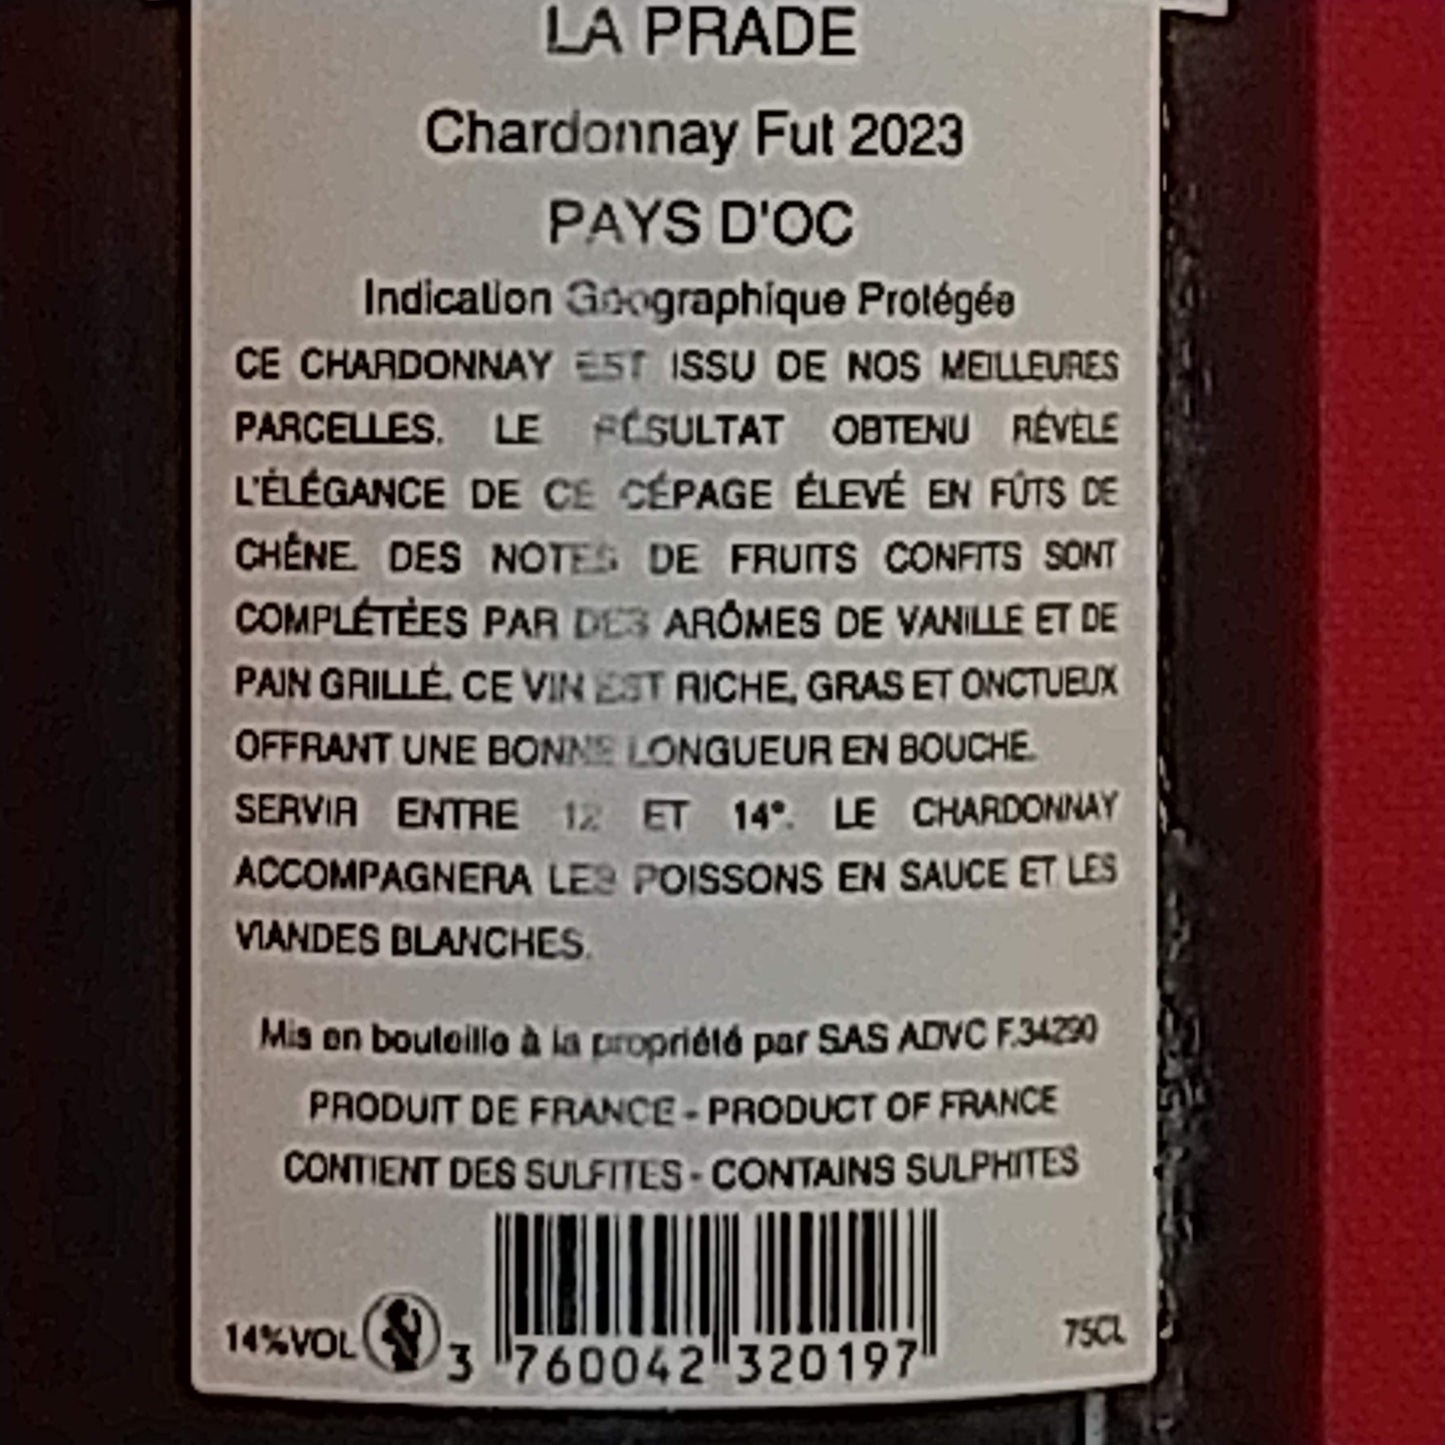 LA PRADE
Chardonnay Fut 2023
PAYS D'OC
Indication Géographique Protégée
CE CHARDONNAY EST ISSU DE NOS MEILLEURES
PARCELLES. LE RÉSULTAT OBTENU RÉVÈLE
L'ÉLÉGANCE DE CE CÉPAGE ÉLEVÉ EN FÛTS DE
CHÊNE. DES NOTES DE FRUITS CONFITS SONT
COMPLÉTÉES PAR DES ARÔMES DE VANILLE ET DE
PAIN GRILLÉ. CE VIN EST RICHE, GRAS ET ONCTUEUX
OFFRANT UNE BONNE LONGUEUR EN BOUCHE.
SERVIR ENTRE 12 ET 14°. LE CHARDONNAY
ACCOMPAGNERA LES POISSONS EN SAUCE ET LES
VIANDES BLANCHES.
Mis en bouteille à la propriété par SAS ADVC F.34290
PRODUIT DE FRANCE - PRODUCT OF FRANCE
CONTIENT DES SULFITES - CONTAINS SULPHITES
14%VOL 3 760042 320197 75CL